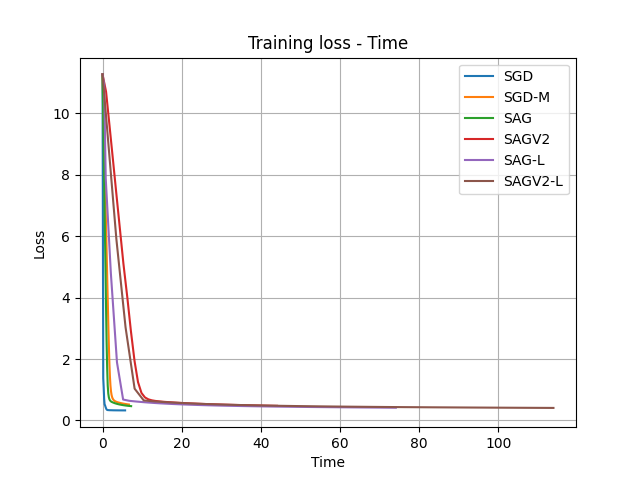 Training loss - Time
SGD
SGD-M
SAG
SAGV2
SAG-L
SAGV2-L
10
8
6
4
2
0
Loss
0 20 40 60 80 100
Time